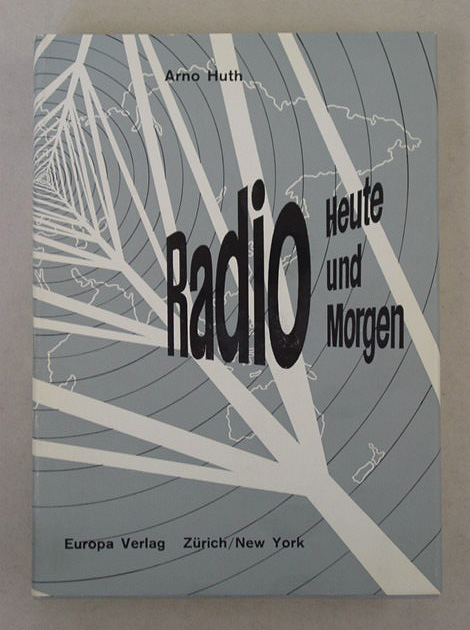 Arno Huth
Radio
Heute
und
Morgen
Europa Verlag Zürich/New York